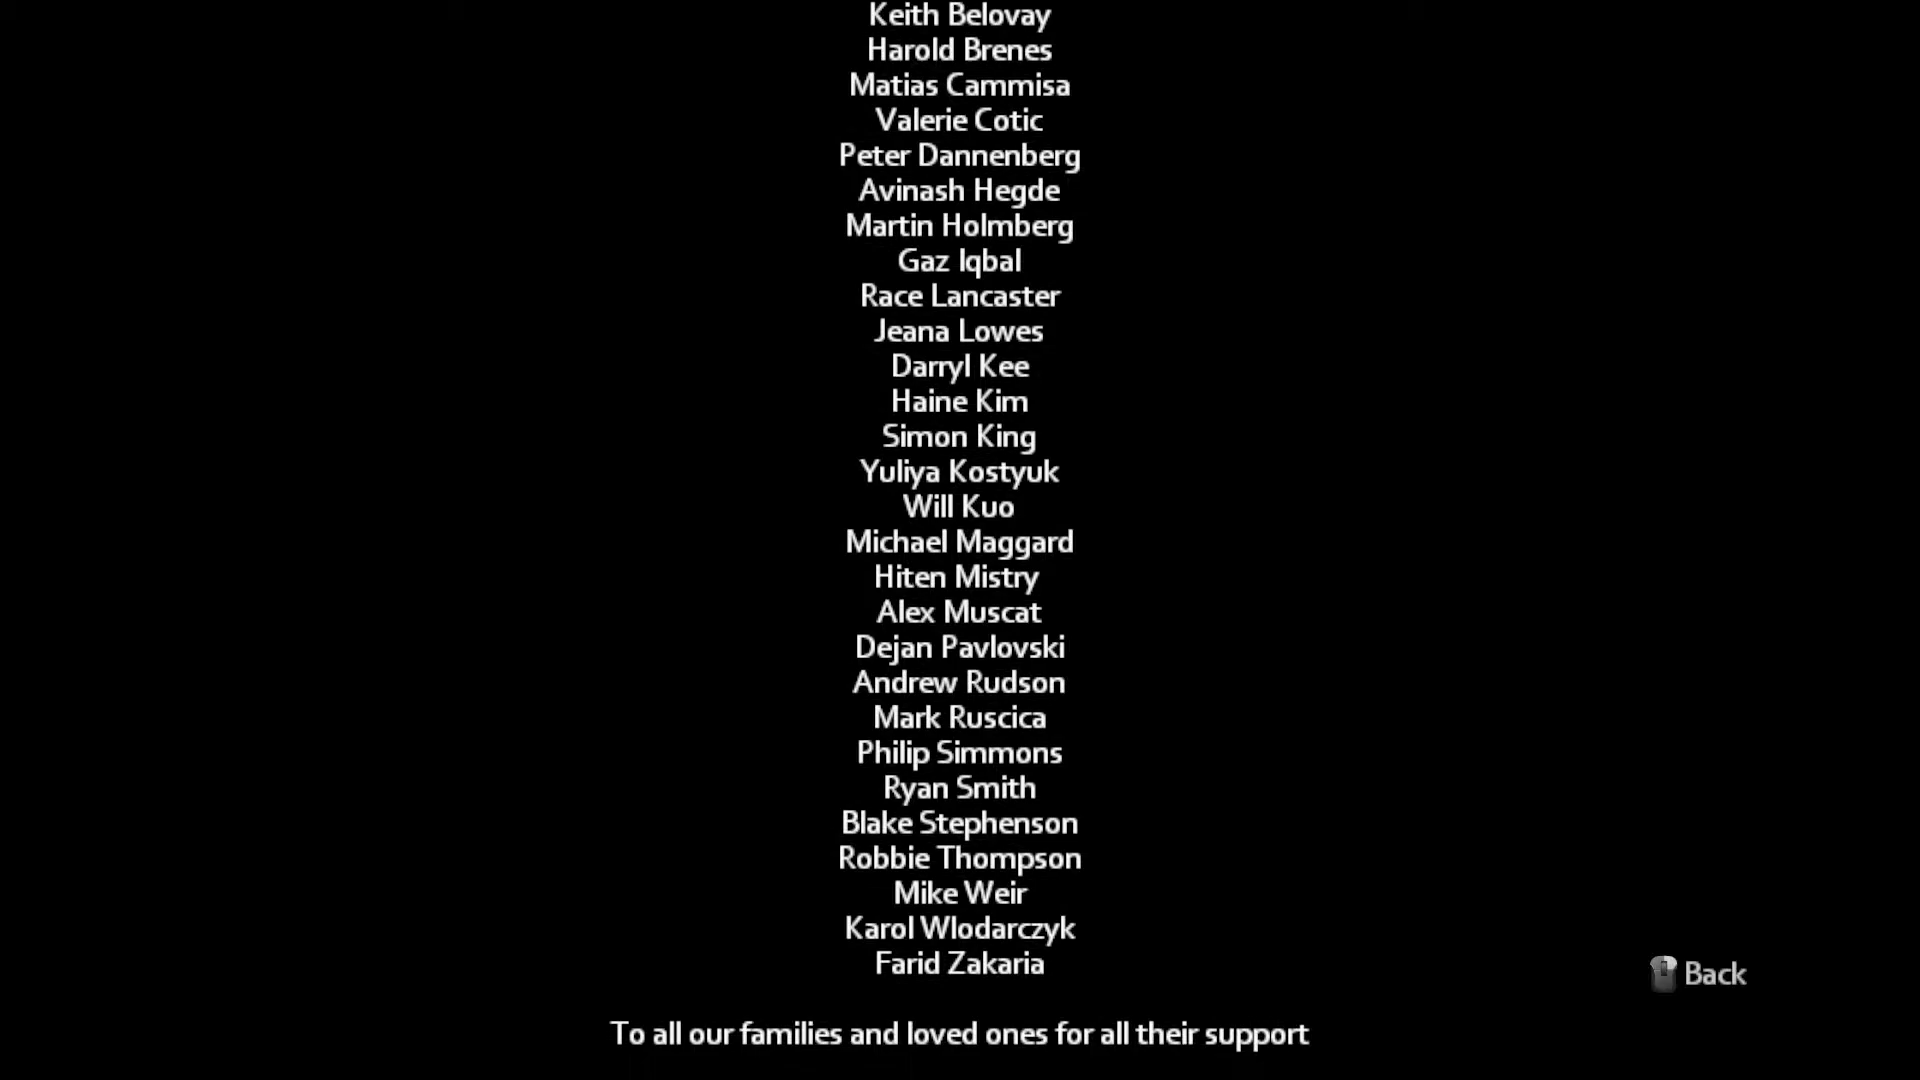 Keith Belovay
Harold Brenes
Matias Cammisa
Valerie Cotic
Peter Dannenberg
Avinash Hegde
Martin Holmberg
Gaz Iqbal
Race Lancaster
Jeana Lowes
Darryl Kee
Haine Kim
Simon King
Yuliya Kostyuk
Will Kuo
Michael Maggard
Hiten Mistry
Alex Muscat
Dejan Pavlovski
Andrew Rudson
Mark Ruscica
Philip Simmons
Ryan Smith
Blake Stephenson
Robbie Thompson
Mike Weir
Karol Wlodarczyk
Farid Zakaria
Back
To all our families and loved ones for all their support